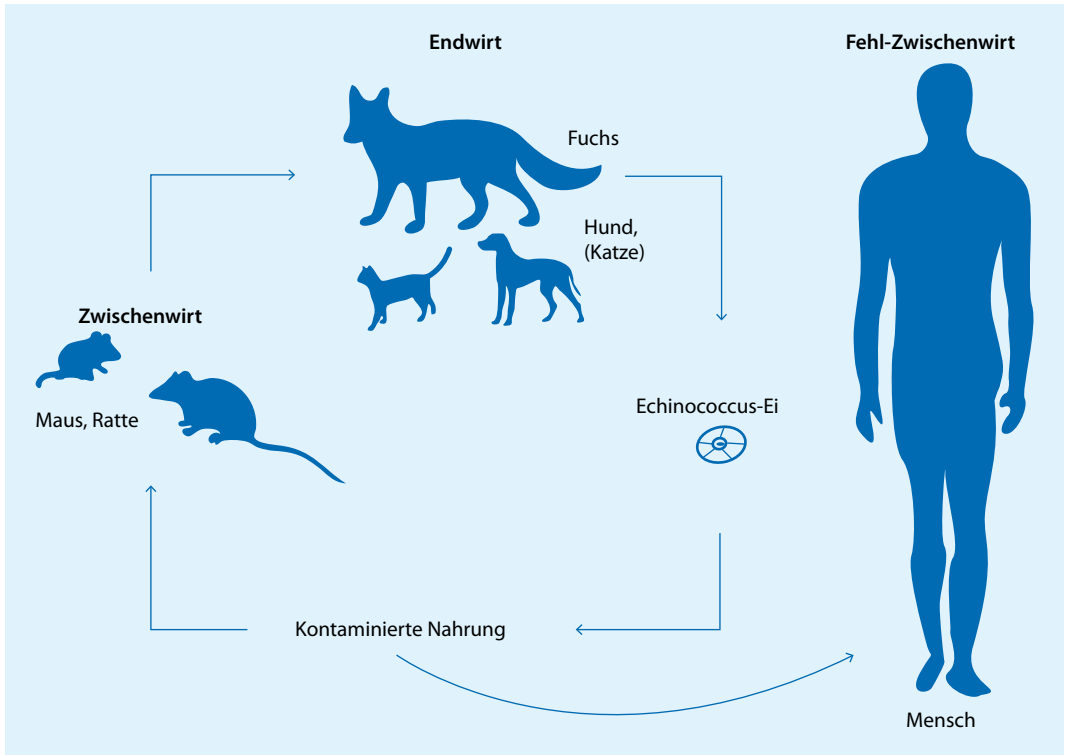 Endwirt
Fehl-Zwischenwirt
Fuchs
Hund,
(Katze)
Zwischenwirt
Maus, Ratte
Echinococcus-Ei
Kontaminierte Nahrung
Mensch